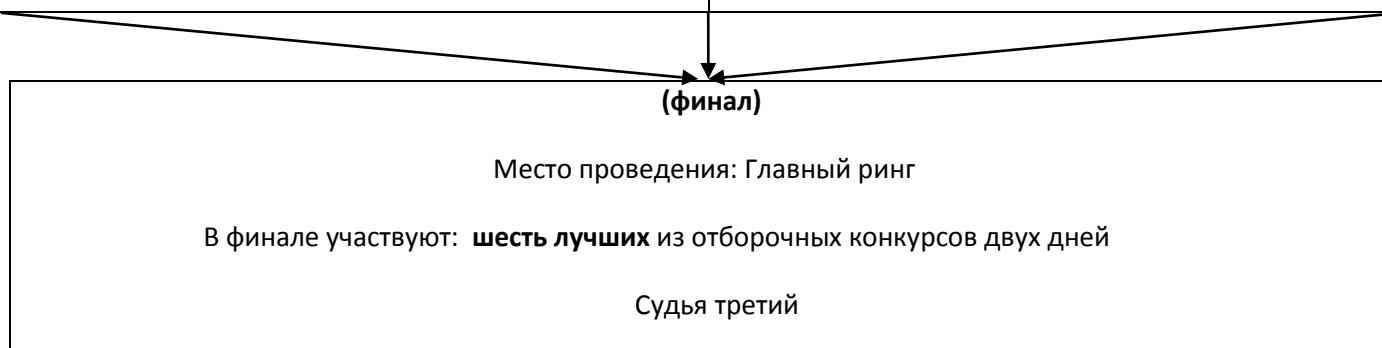 (финал)
Место проведения: Главный ринг
В финале участвуют: шесть лучших из отборочных конкурсов двух дней
Судья третий